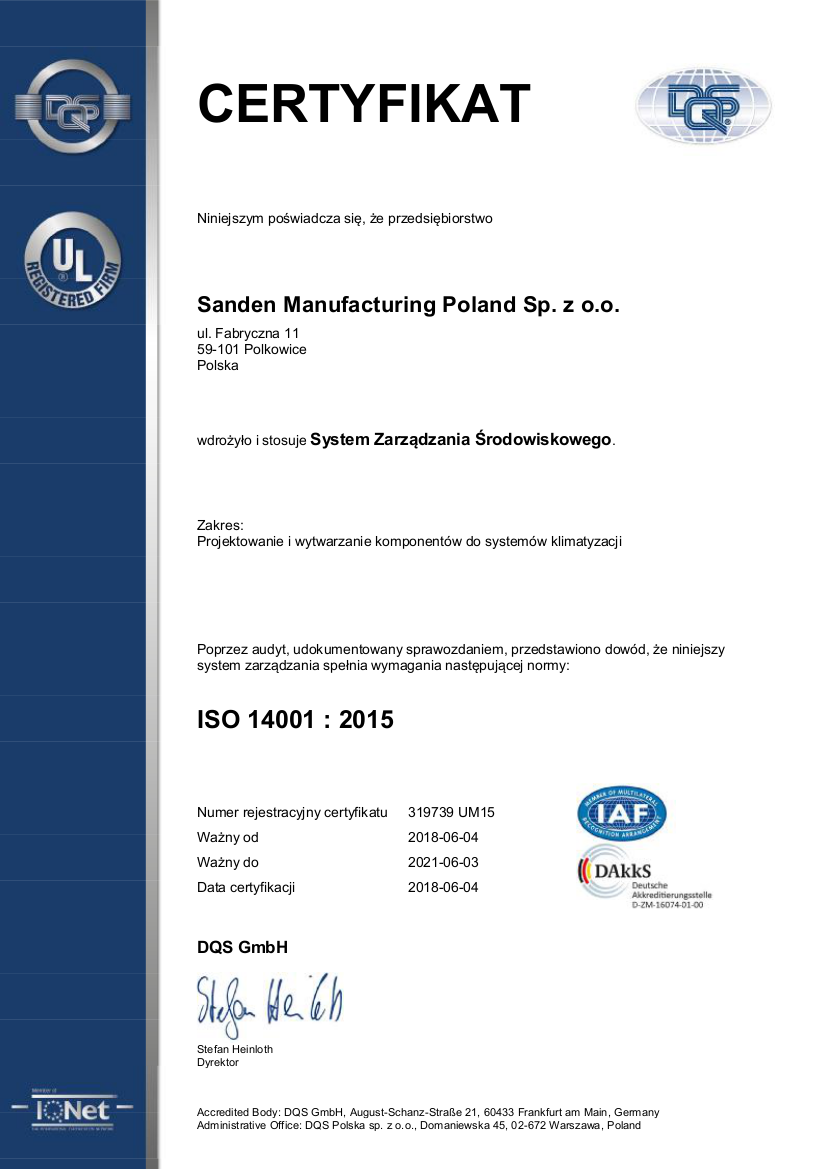 CERTYFIKAT
DQS
DQS
®
Niniejszym poświadcza się, że przedsiębiorstwo
UL
®
REGISTERED FIRM
Sanden Manufacturing Poland Sp. z o.o.
ul. Fabryczna 11
59-101 Polkowice
Polska
wdrożyło i stosuje System Zarządzania Środowiskowego.
Zakres:
Projektowanie i wytwarzanie komponentów do systemów klimatyzacji
Poprzez audyt, udokumentowany sprawozdaniem, przedstawiono dowód, że niniejszy
system zarządzania spełnia wymagania następującej normy:
ISO 14001 : 2015
Numer rejestracyjny certyfikatu 319739 UM15
Ważny od 2018-06-04
Ważny do 2021-06-03
Data certyfikacji 2018-06-04
MEMBER OF MULTILATERAL
IAF
RECOGNITION ARRANGEMENT
DAkkS
Deutsche
Akkreditierungsstelle
D-ZM-16074-01-00
DQS GmbH
Stefan Heinloth
Stefan Heinloth
Dyrektor
Member of
IQNet
Accredited Body: DQS GmbH, August-Schanz-Straße 21, 60433 Frankfurt am Main, Germany
Administrative Office: DQS Polska sp. z o.o., Domaniewska 45, 02-672 Warszawa, Poland